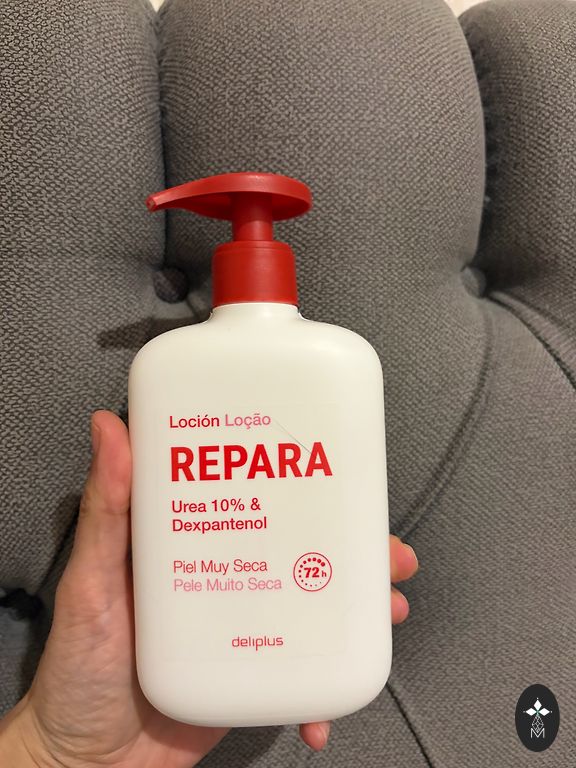 Loción Loção
REPARA
Urea 10% &
Dexpantenol
Piel Muy Seca
Pele Muito Seca
72h
deliplus